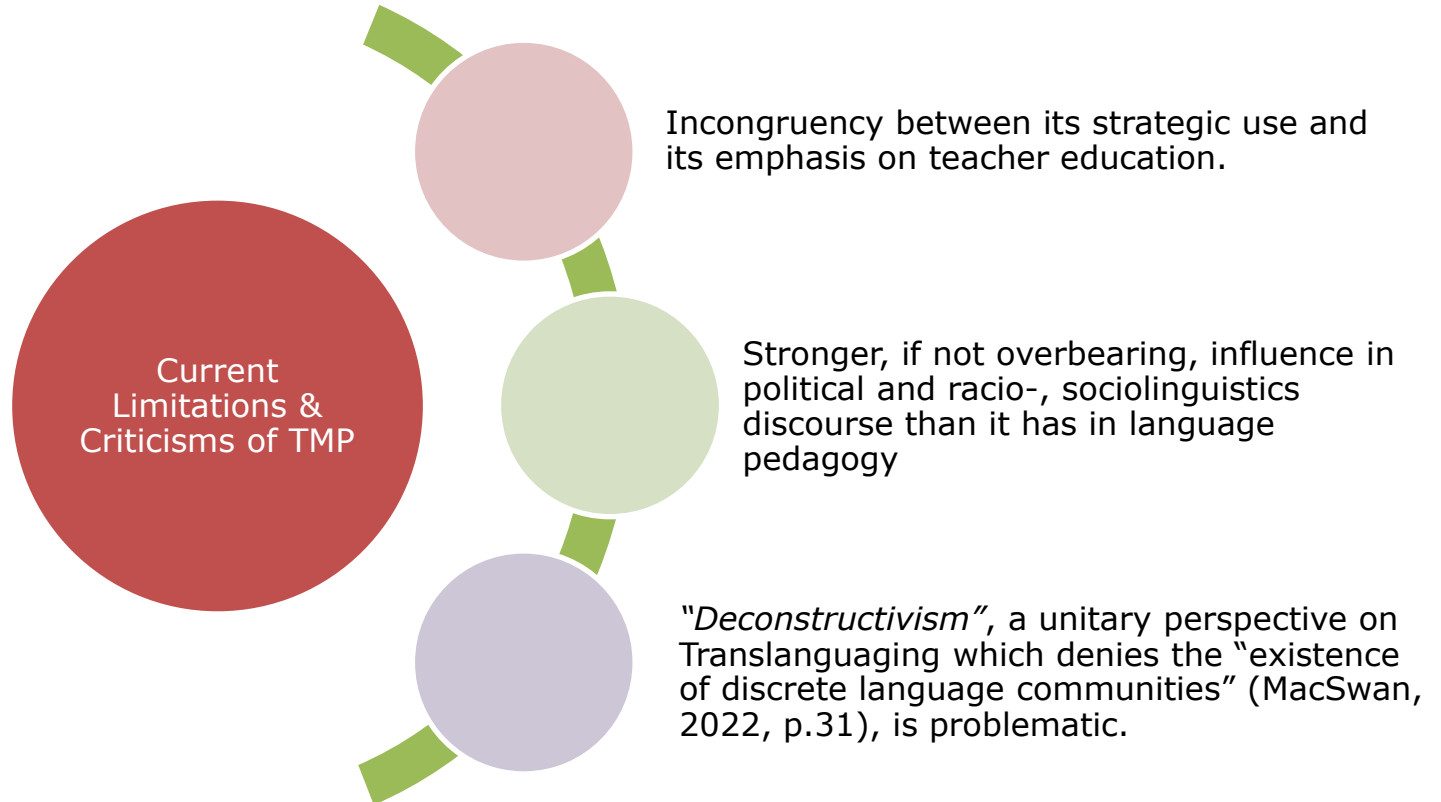 Current
Limitations &
Criticisms of TMP
Incongruency between its strategic use and
its emphasis on teacher education.
Stronger, if not overbearing, influence in
political and racio-, sociolinguistics
discourse than it has in language
pedagogy
“Deconstructivism”, a unitary perspective on
Translanguaging which denies the “existence
of discrete language communities” (MacSwan,
2022, p.31), is problematic.